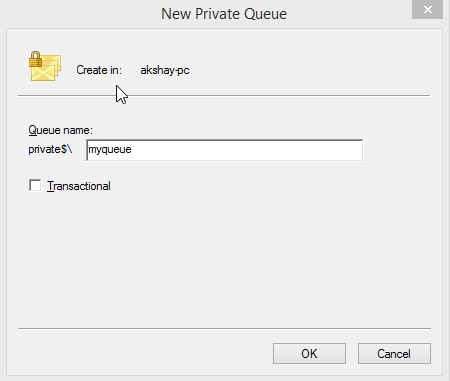 New Private Queue
Create in: akshay-pc
Queue name:
private$\ myqueue
Transactional
OK Cancel